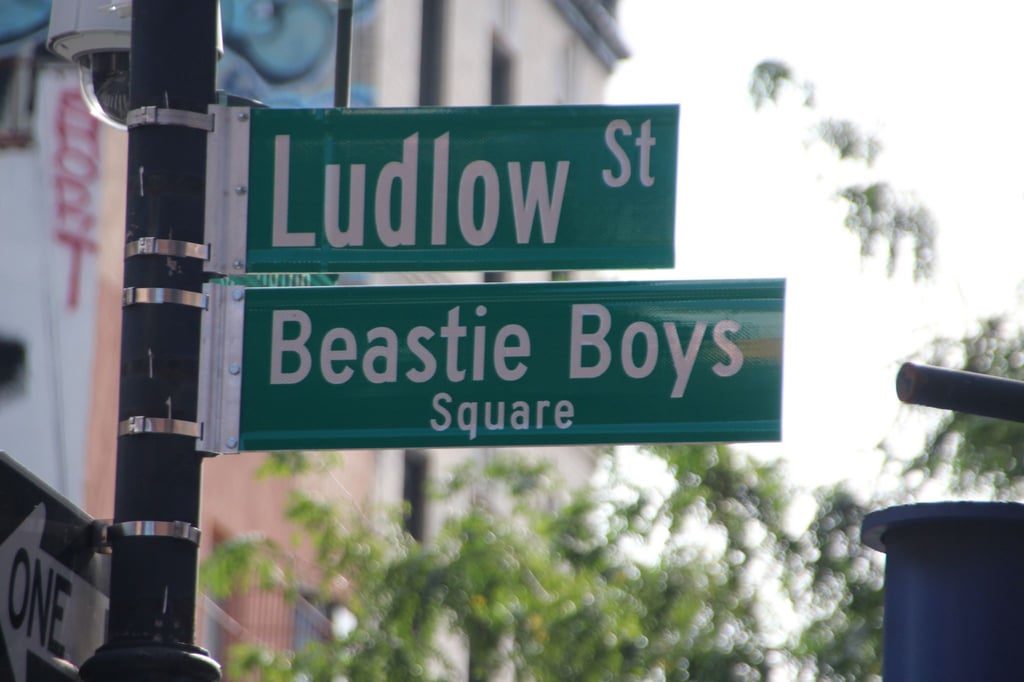 Ludlow St
Beastie Boys
Square
ONE